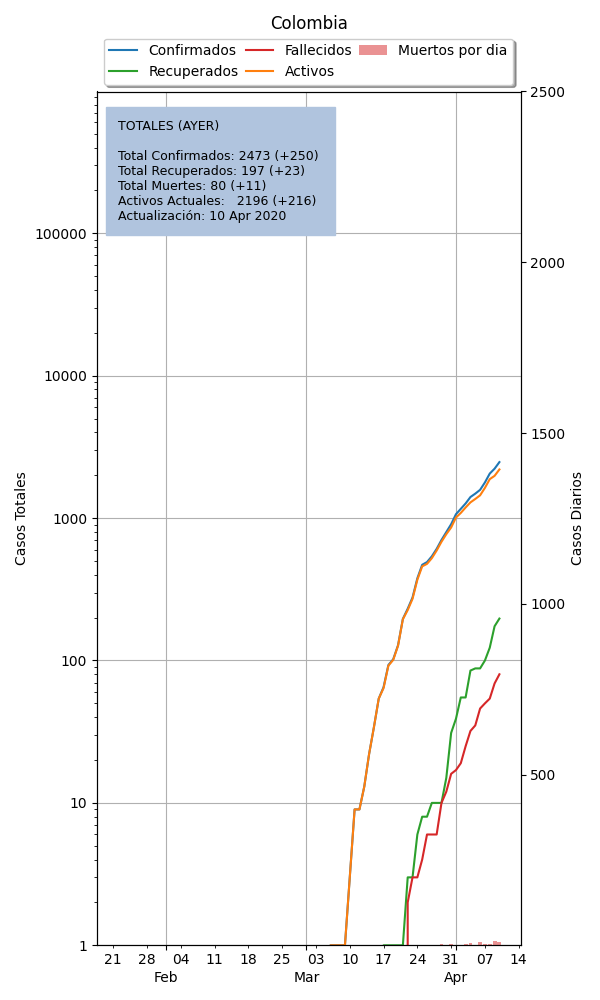 Colombia
Confirmados
Recuperados
Fallecidos
Activos
Muertos por dia
TOTALES (AYER)
Total Confirmados: 2473 (+250)
Total Recuperados: 197 (+23)
Total Muertes: 80 (+11)
Activos Actuales: 2196 (+216)
Actualización: 10 Apr 2020
Casos Totales
100000
10000
1000
100
10
1
2500
2000
1500
1000
500
Casos Diarios
21 28 04 11 18 25 03 10 17 24 31 07 14
Feb Mar Apr